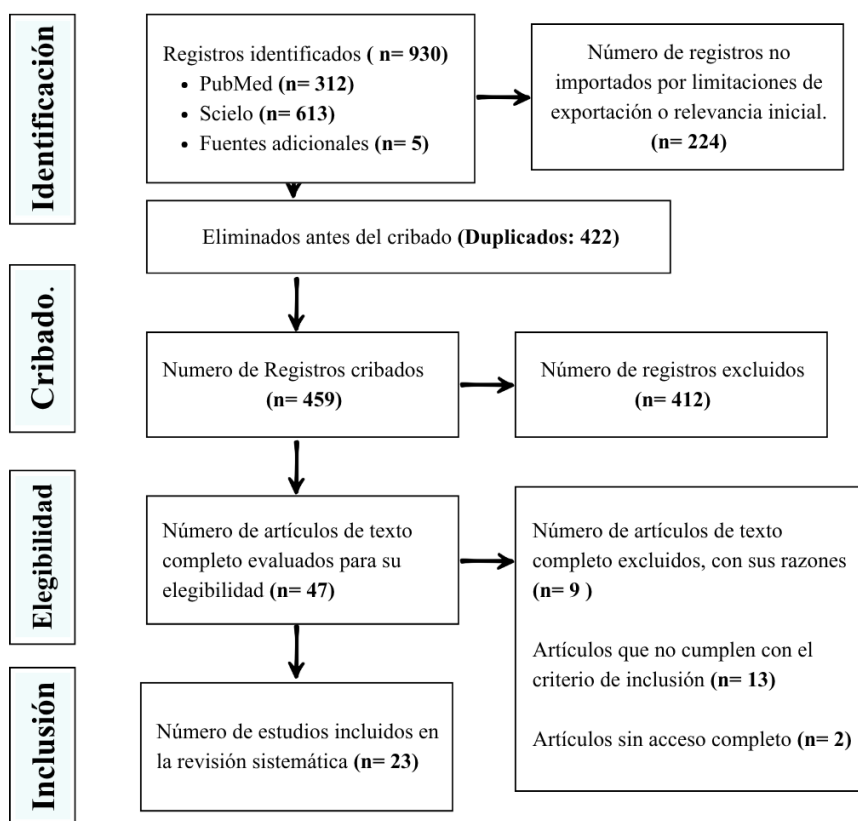 Identificación
Registros identificados ( n= 930)
• PubMed (n= 312)
• Scielo (n= 613)
• Fuentes adicionales (n= 5)
Número de registros no
importados por limitaciones de
exportación o relevancia inicial.
(n= 224)
Eliminados antes del cribado (Duplicados: 422)
Cribado.
Numero de Registros cribados
(n= 459)
Número de registros excluidos
(n= 412)
Elegibilidad
Número de artículos de texto
completo evaluados para su
elegibilidad (n= 47)
Número de artículos de texto
completo excluidos, con sus razones
(n= 9 )
Artículos que no cumplen con el
criterio de inclusión (n= 13)
Artículos sin acceso completo (n= 2)
Inclusión
Número de estudios incluidos en
la revisión sistemática (n= 23)